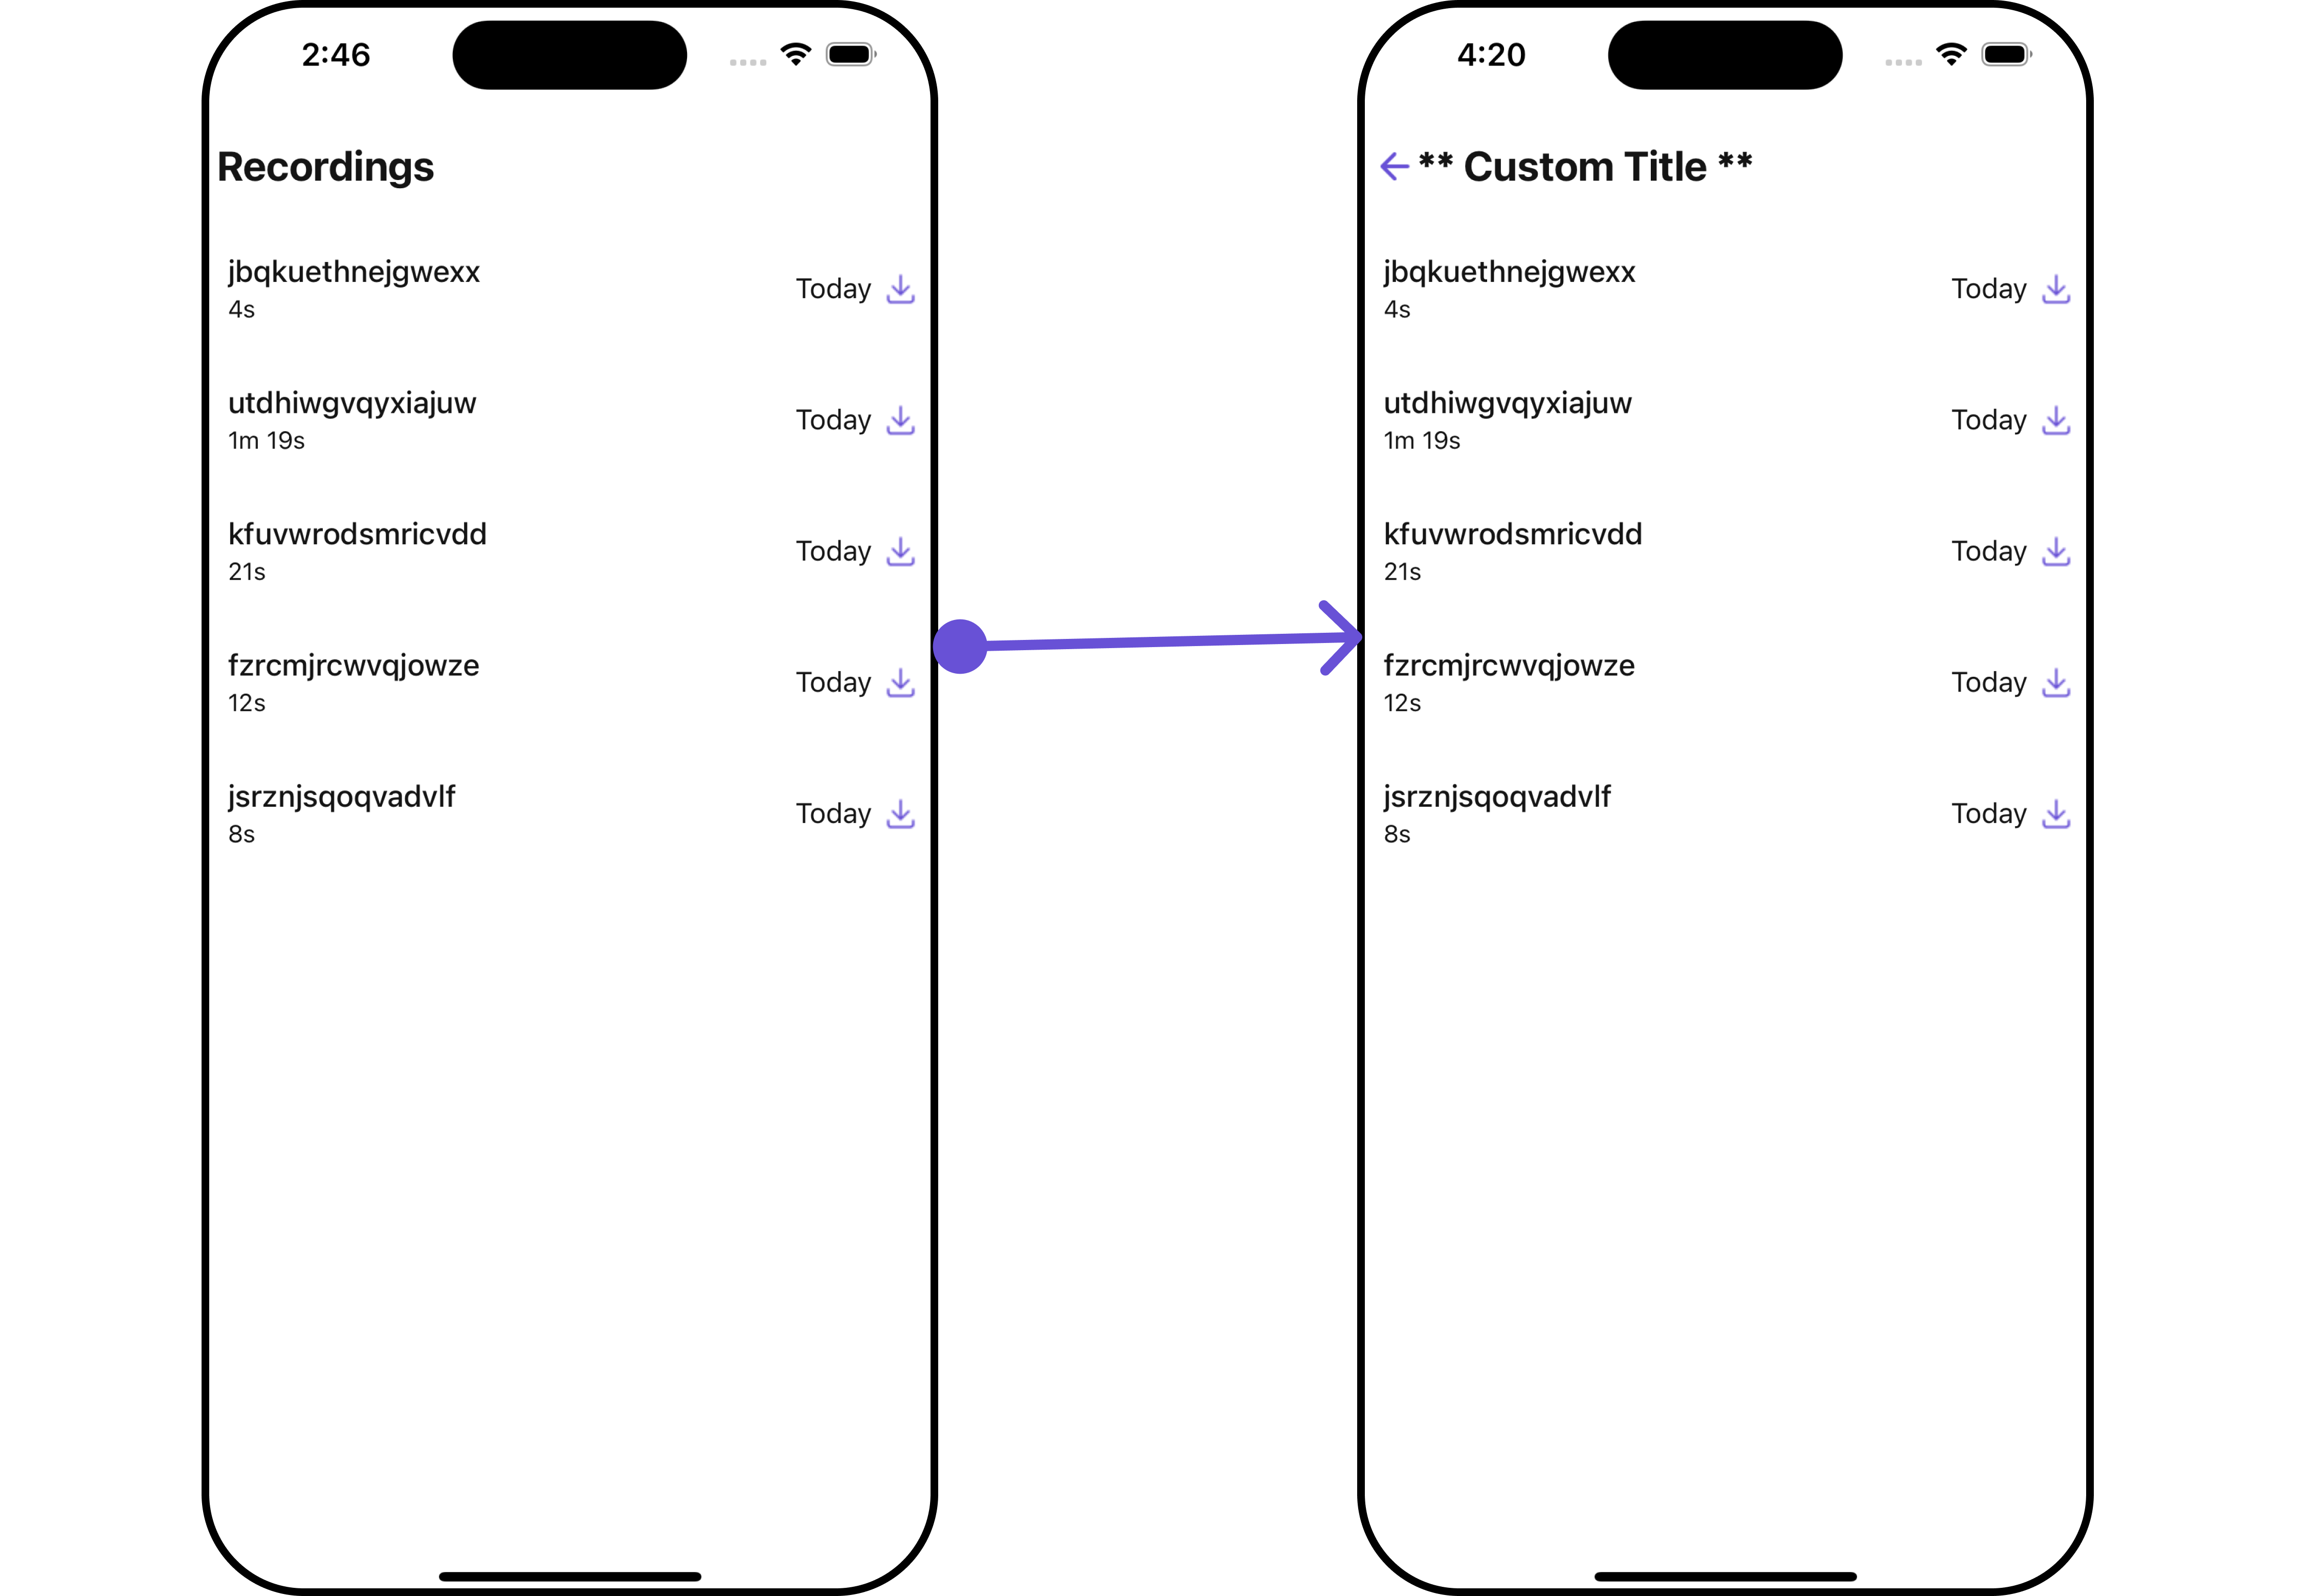 2:46
Recordings
jbqkuethnejgwexx
4s
Today
utdhiwgvqyxiajuw
1m 19s
Today
kfuvwrodsmricvdd
21s
Today
fzrcmjrcwvqjowze
12s
Today
jsrznjsqoqvadvlf
8s
Today
4:20
** Custom Title **
jbqkuethnejgwexx
4s
Today
utdhiwgvqyxiajuw
1m 19s
Today
kfuvwrodsmricvdd
21s
Today
fzrcmjrcwvqjowze
12s
Today
jsrznjsqoqvadvlf
8s
Today